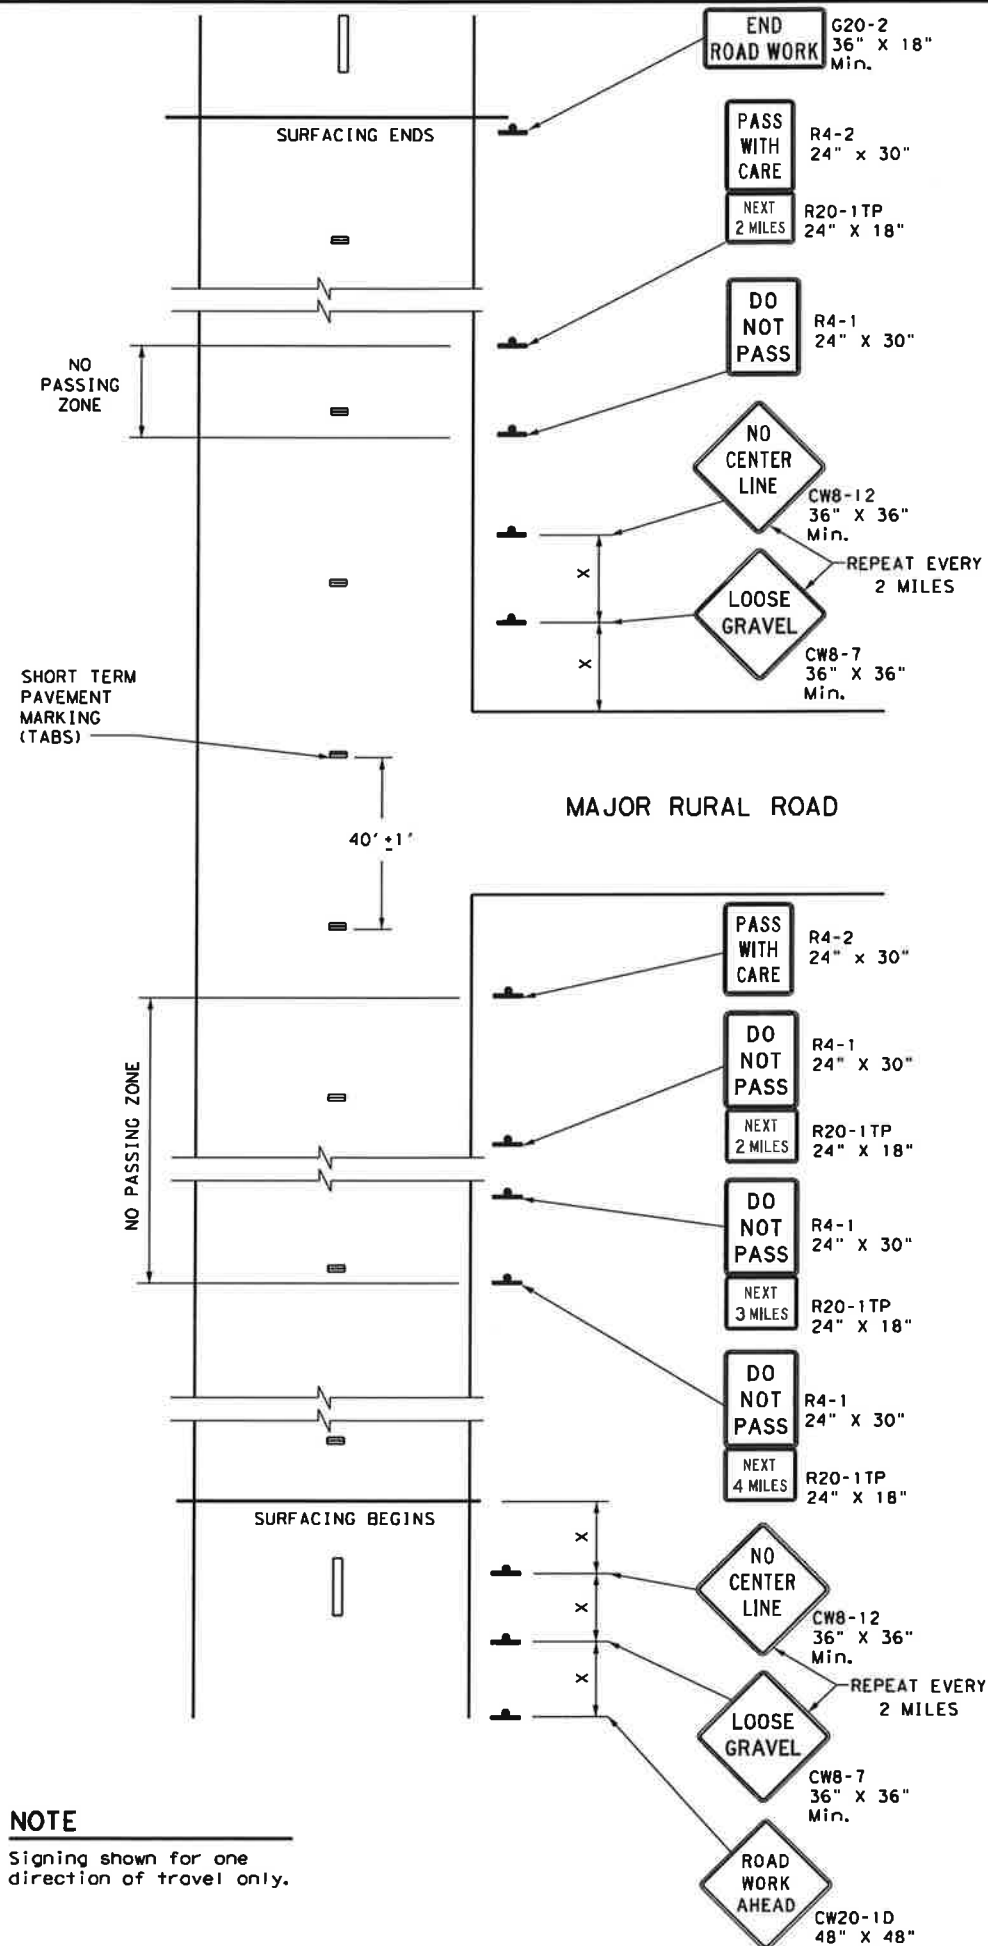 END
ROAD WORK
G20-2
36" X 18"
Min.
SURFACING ENDS
PASS
WITH
CARE
R4-2
24" x 30"
NEXT
2 MILES
R20-1TP
24" X 18"
DO
NOT
PASS
R4-1
24" X 30"
NO
PASSING
ZONE
NO
CENTER
LINE
CW8-12
36" X 36"
Min.
REPEAT EVERY
2 MILES
X
LOOSE
GRAVEL
CW8-7
36" X 36"
Min.
X
SHORT TERM
PAVEMENT
MARKING
(TABS)
MAJOR RURAL ROAD
40' ±1'
PASS
WITH
CARE
R4-2
24" x 30"
DO
NOT
PASS
R4-1
24" X 30"
NEXT
2 MILES
R20-1TP
24" X 18"
NO PASSING ZONE
DO
NOT
PASS
R4-1
24" X 30"
NEXT
3 MILES
R20-1TP
24" X 18"
DO
NOT
PASS
R4-1
24" X 30"
NEXT
4 MILES
R20-1TP
24" X 18"
SURFACING BEGINS
X
NO
CENTER
LINE
CW8-12
36" X 36"
Min.
X
REPEAT EVERY
2 MILES
X
LOOSE
GRAVEL
CW8-7
36" X 36"
Min.
NOTE
Signing shown for one
direction of travel only.
ROAD
WORK
AHEAD
CW20-1D
48" X 48"